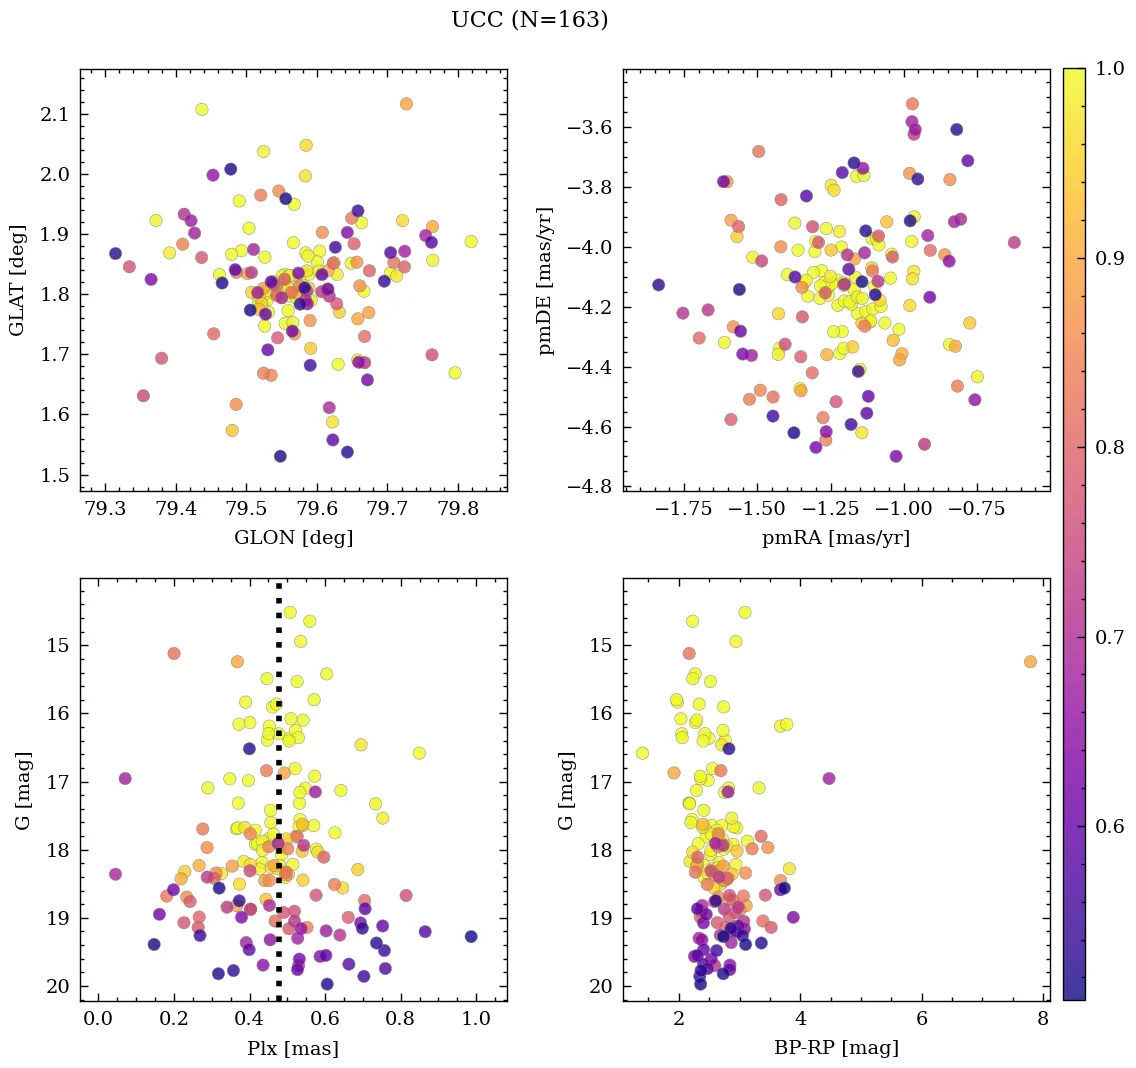 UCC (N=163)
2.1
2.0
1.9
1.8
1.7
1.6
1.5
GLAT [deg]
79.3 79.4 79.5 79.6 79.7 79.8
GLON [deg]
−3.6
−3.8
−4.0
−4.2
−4.4
−4.6
−4.8
pmDE [mas/yr]
−1.75 −1.50 −1.25 −1.00 −0.75
pmRA [mas/yr]
15
16
17
18
19
20
G [mag]
0.0 0.2 0.4 0.6 0.8 1.0
Plx [mas]
15
16
17
18
19
20
G [mag]
2 4 6 8
BP-RP [mag]
1.0
0.9
0.8
0.7
0.6